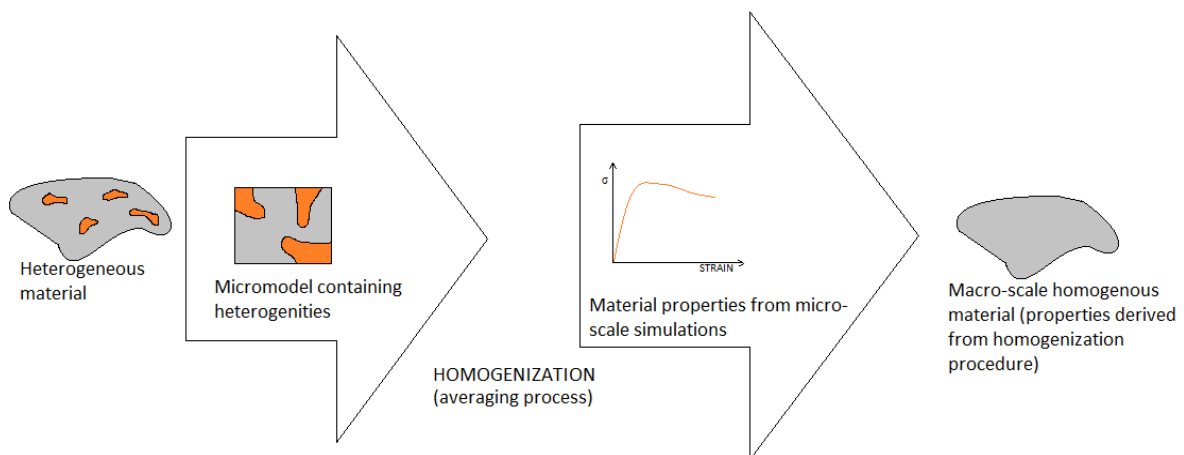 Heterogeneous
material
Micromodel containing
heterogenities
HOMOGENIZATION
(averaging process)
σ
STRAIN
Material properties from micro-
scale simulations
Macro-scale homogenous
material (properties derived
from homogenization
procedure)